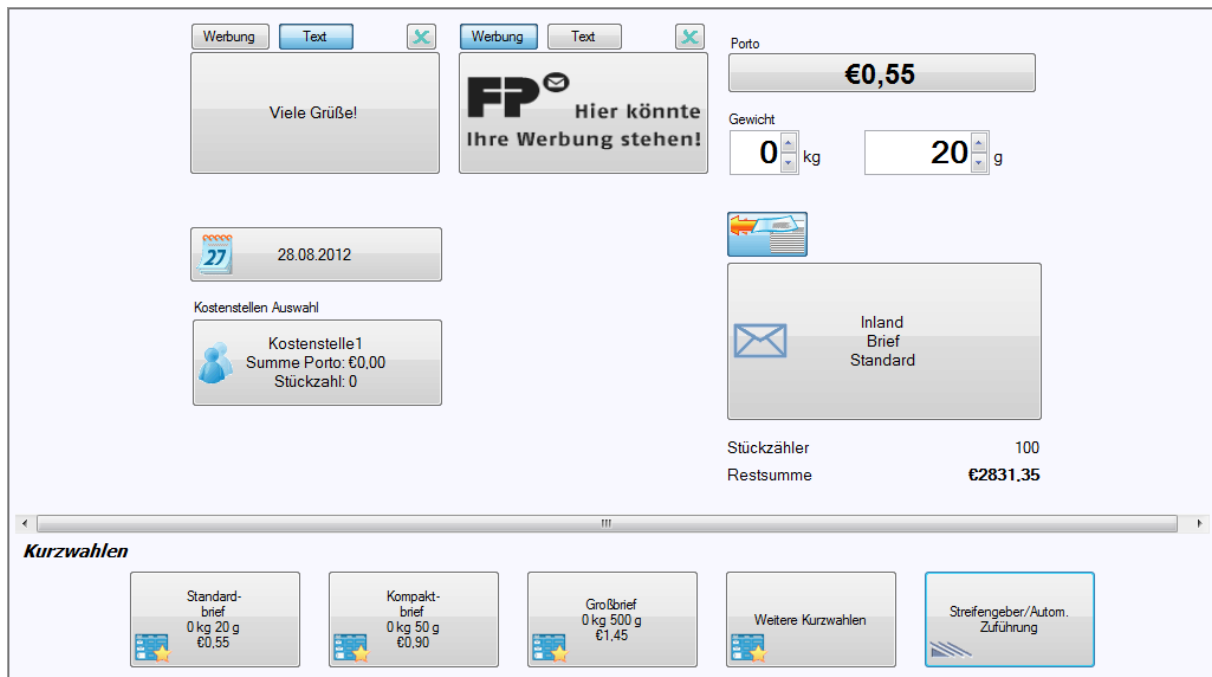 Werbung
Text
Werbung
Text
Viele Grüße!
FP
Hier könnte
Ihre Werbung stehen!
Porto
€0,55
Gewicht
0 kg
20 g
27
28.08.2012
Kostenstellen Auswahl
Kostenstelle1
Summe Porto: €0,00
Stückzahl: 0
Inland
Brief
Standard
Stückzähler 100
Restsumme €2831,35
Kurzwahlen
Standard-
brief
0 kg 20 g
€0,55
Kompakt-
brief
0 kg 50 g
€0,90
Großbrief
0 kg 500 g
€1,45
Weitere Kurzwahlen
Streifengeber/Autom.
Zuführung